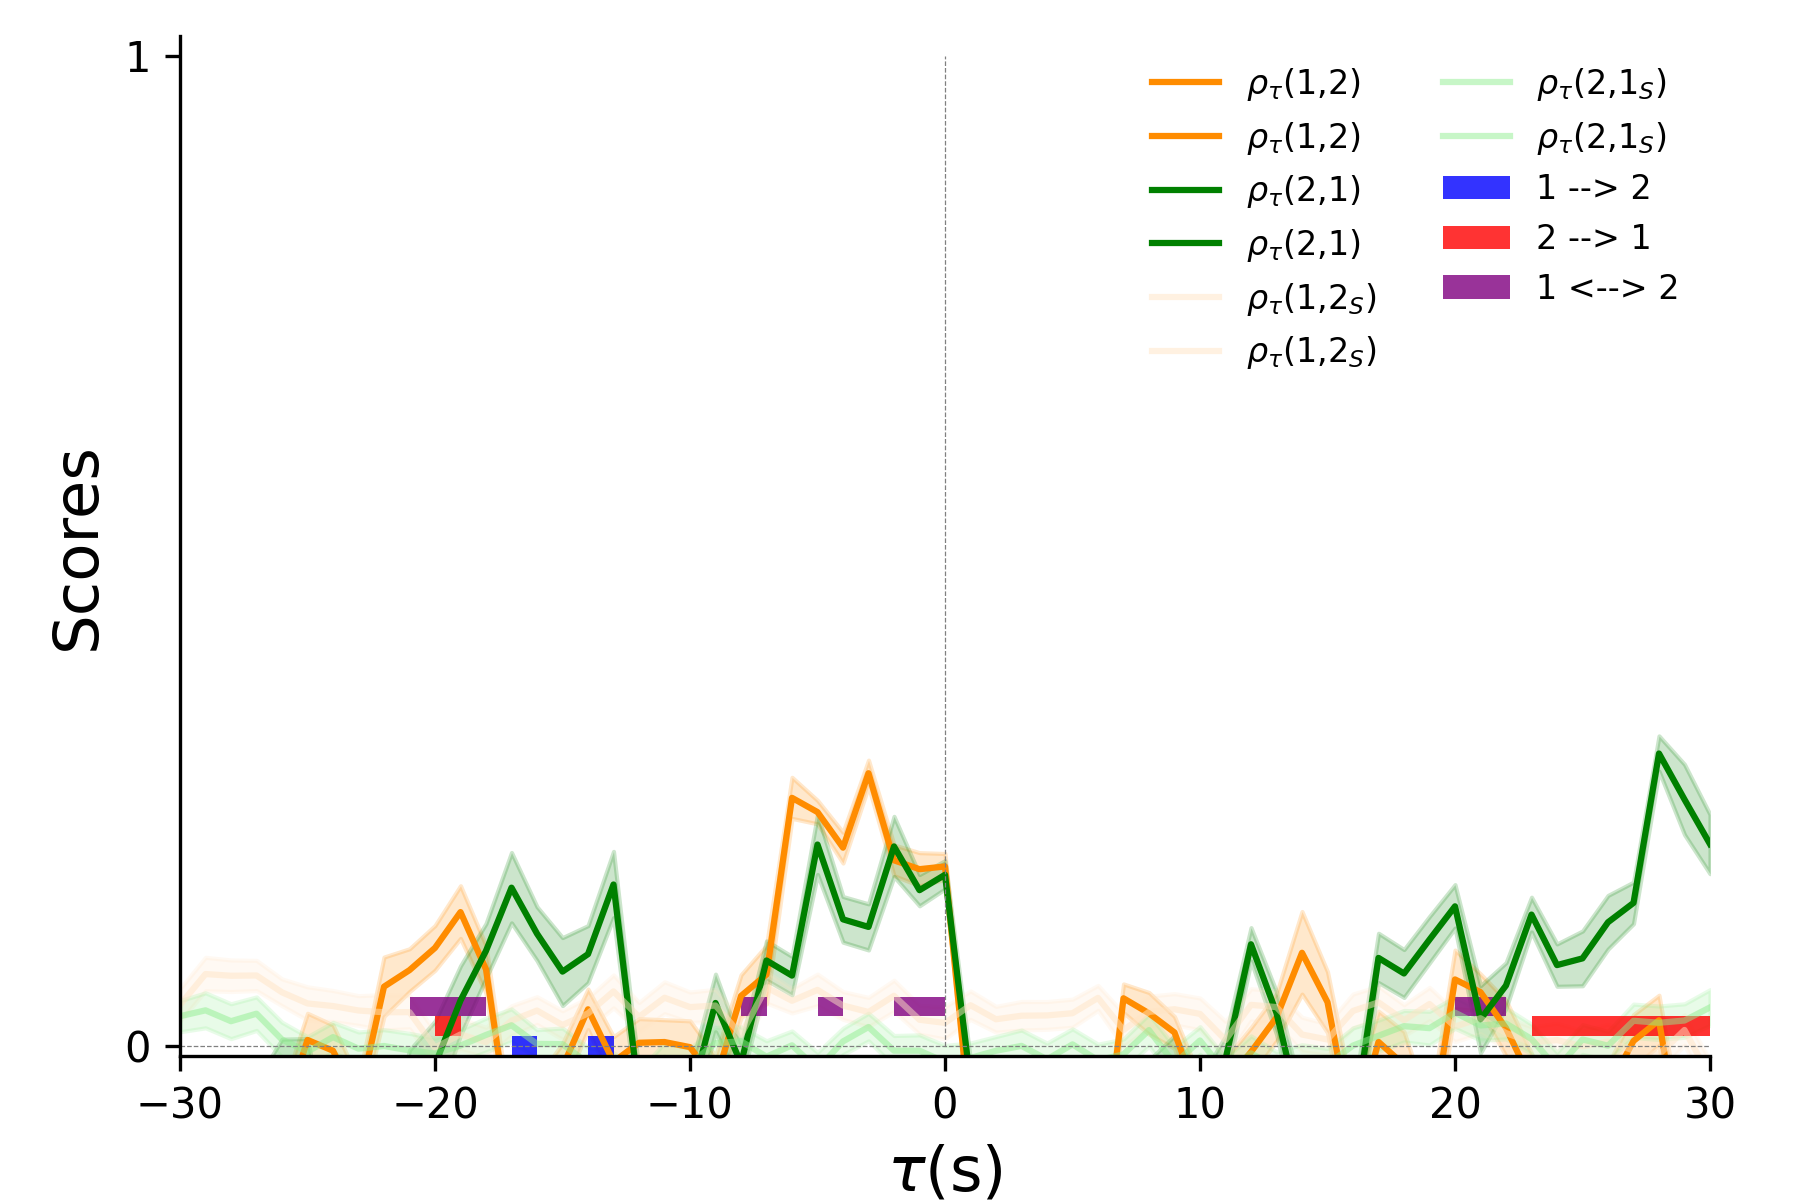 1
ρτ(1,2)
ρτ(1,2)
ρτ(2,1)
ρτ(2,1)
ρτ(1,2S)
ρτ(1,2S)
ρτ(2,1S)
ρτ(2,1S)
1 --> 2
2 --> 1
1 <--> 2
Scores
0
−30 −20 −10 0 10 20 30
τ(s)